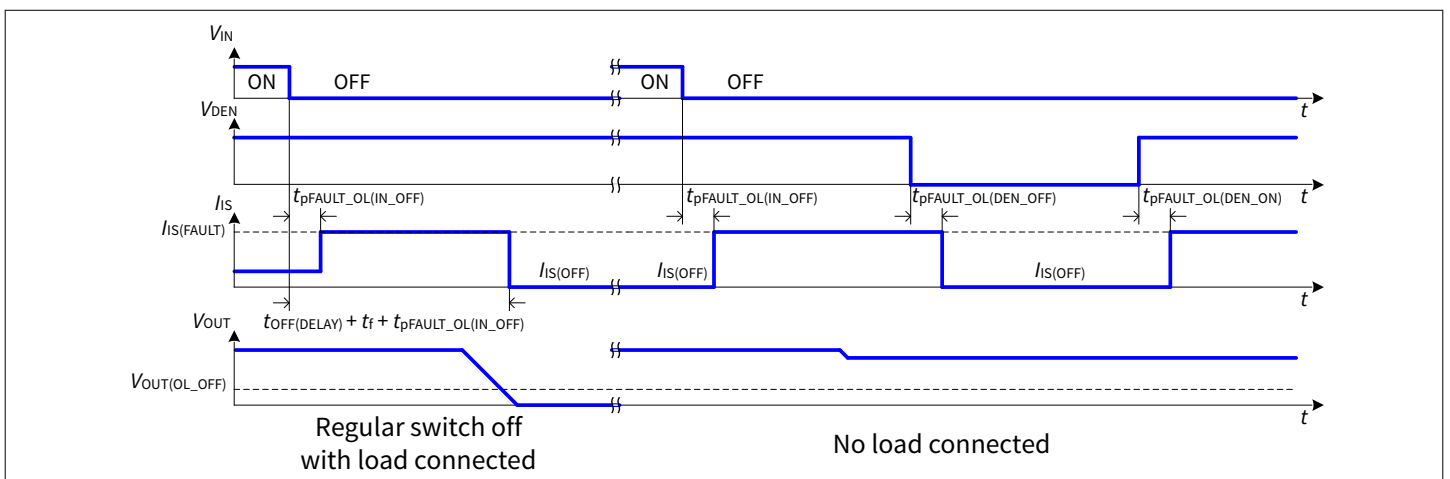 VIN
ON OFF ON OFF
t
VDEN
tpFAULT_OL(IN_OFF) tpFAULT_OL(IN_OFF) tpFAULT_OL(DEN_OFF) tpFAULT_OL(DEN_ON) t
IIS
IIS(FAULT)
IIS(OFF) IIS(OFF) IIS(OFF)
t
VOUT tOFF(DELAY) + tf + tpFAULT_OL(IN_OFF)
VOUT(OL_OFF)
t
Regular switch off
with load connected
No load connected